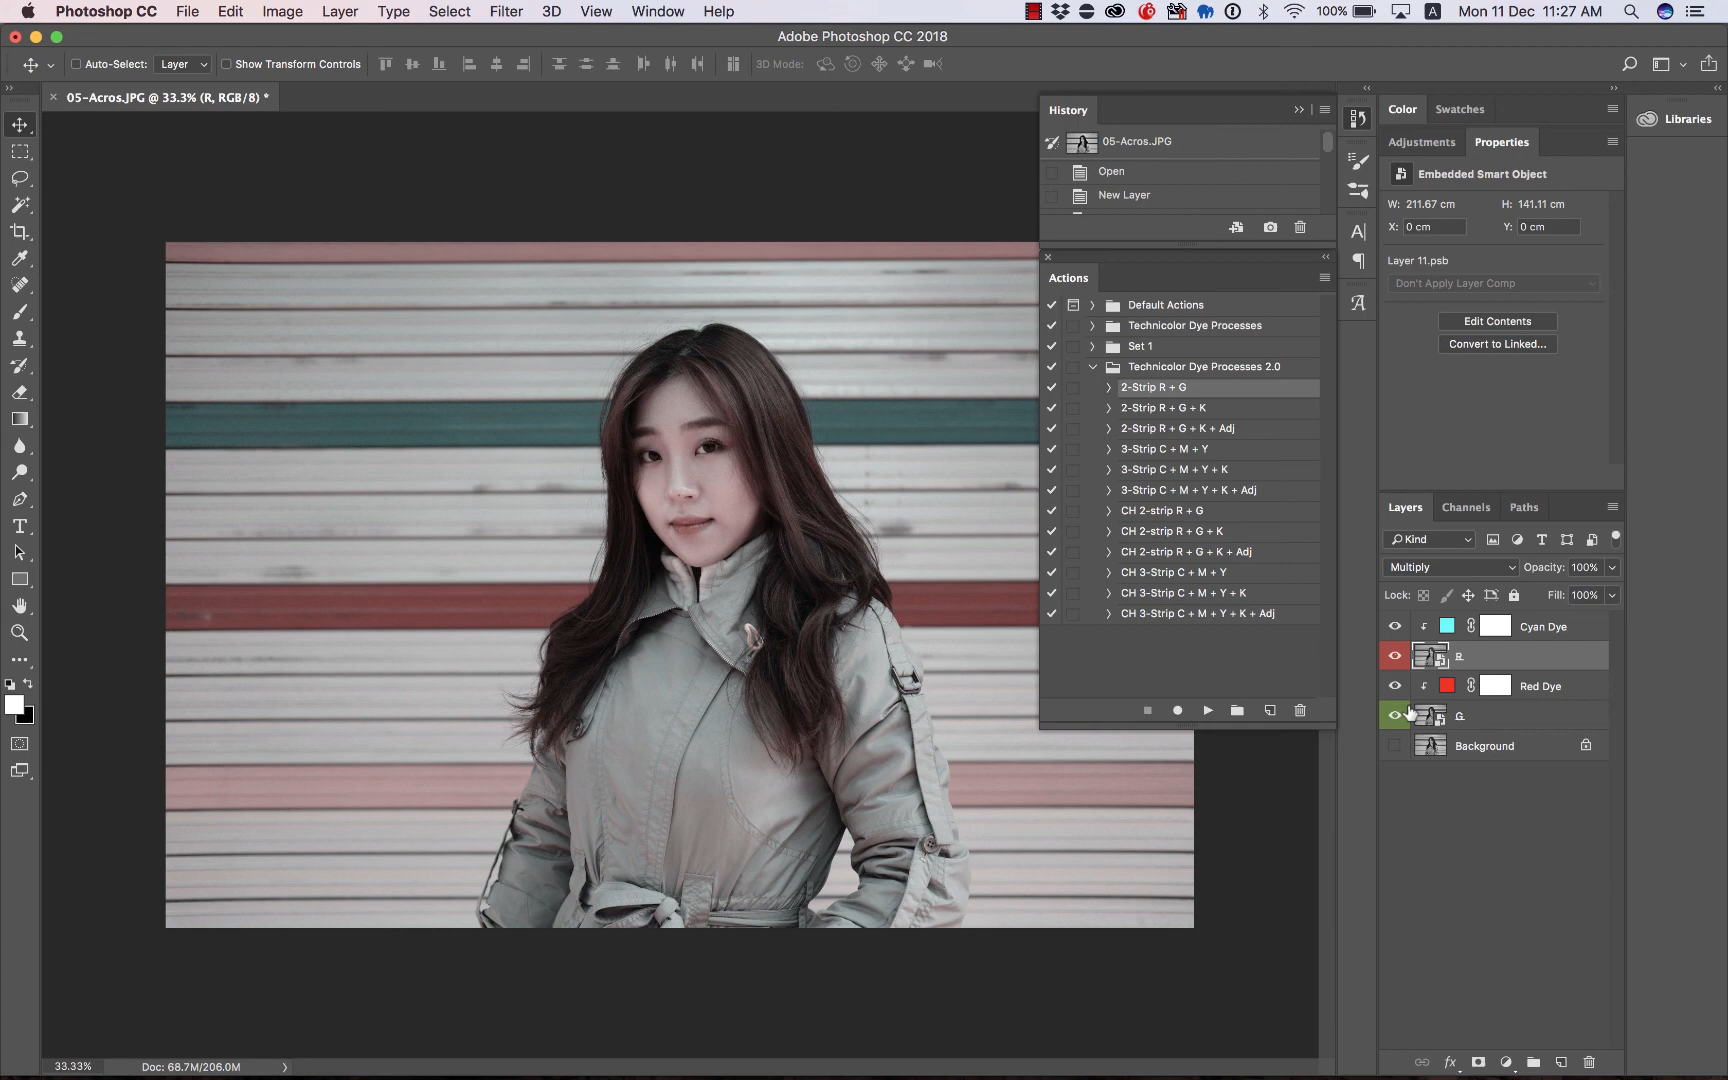 Photoshop CC File Edit Image Layer Type Select Filter 3D View Window Help 100% A Mon 11 Dec 11:27 AM
Adobe Photoshop CC 2018
Auto-Select: Layer Show Transform Controls 3D Mode:
05-Acros.JPG @ 33.3% (R, RGB/8) *
History
05-Acros.JPG
Open
New Layer
Actions
Default Actions
Technicolor Dye Processes
Set 1
Technicolor Dye Processes 2.0
2-Strip R + G
2-Strip R + G + K
2-Strip R + G + K + Adj
3-Strip C + M + Y
3-Strip C + M + Y + K
3-Strip C + M + Y + K + Adj
CH 2-strip R + G
CH 2-strip R + G + K
CH 2-strip R + G + K + Adj
CH 3-Strip C + M + Y
CH 3-Strip C + M + Y + K
CH 3-Strip C + M + Y + K + Adj
Color Swatches
Libraries
Adjustments Properties
Embedded Smart Object
W: 211.67 cm H: 141.11 cm
X: 0 cm Y: 0 cm
Layer 11.psb
Don't Apply Layer Comp
Edit Contents
Convert to Linked...
Layers Channels Paths
Kind
Multiply Opacity: 100%
Lock: Fill: 100%
Cyan Dye
R
Red Dye
G
Background
fx
33.33% Doc: 68.7M/206.0M